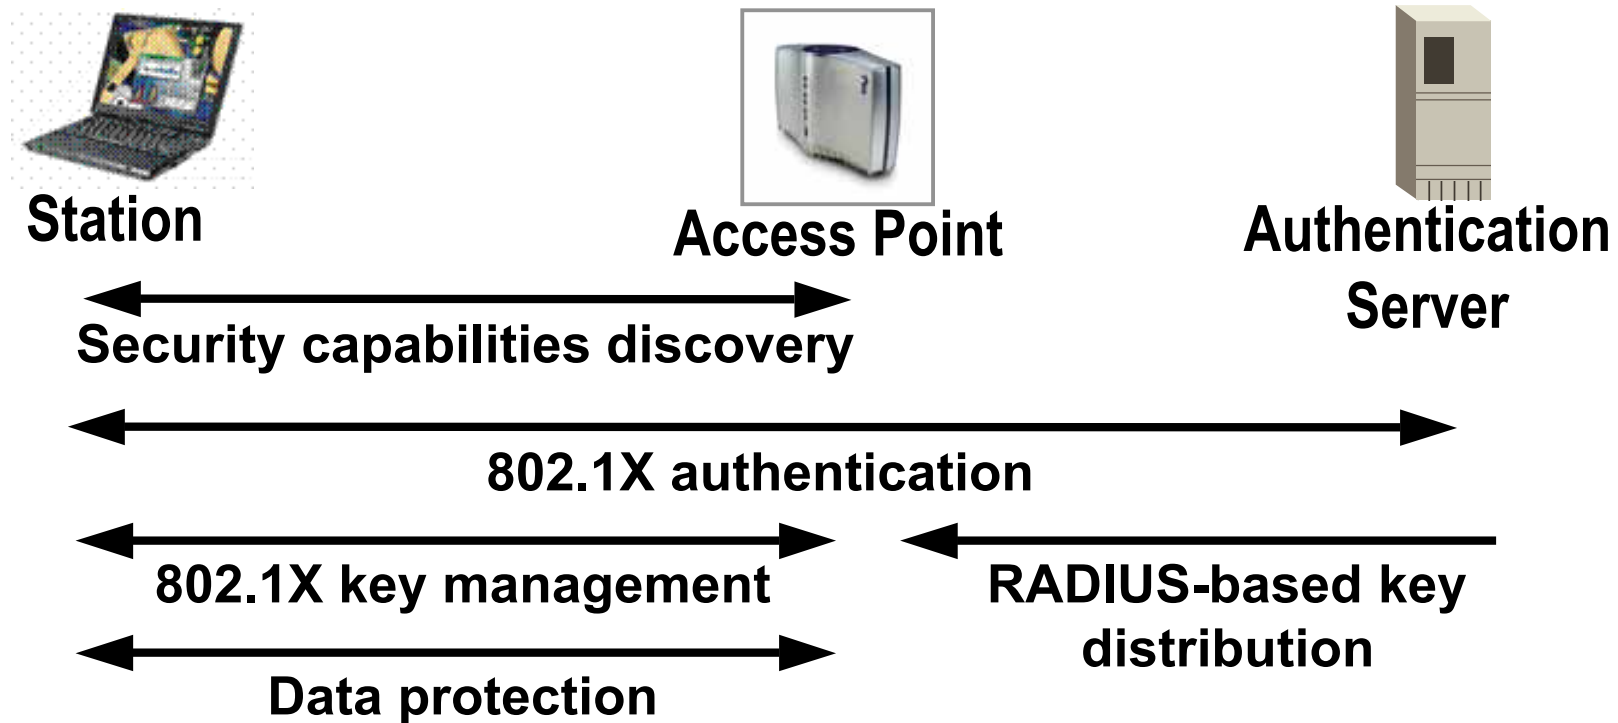 Station
Access Point
Authentication
Server
Security capabilities discovery
802.1X authentication
802.1X key management
RADIUS-based key
distribution
Data protection